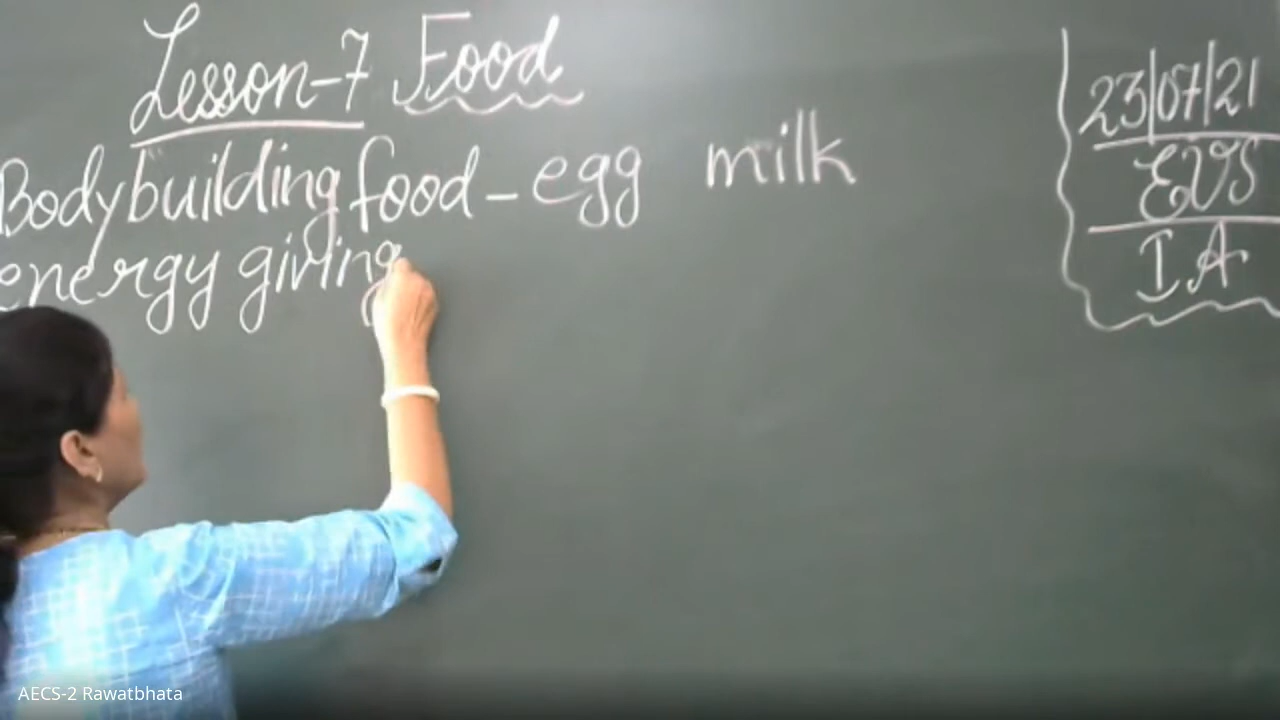 Lesson-7 Food
Bodybuilding food - egg milk
energy giving
23/07/21
EVS
I A
AECS-2 Rawatbhata